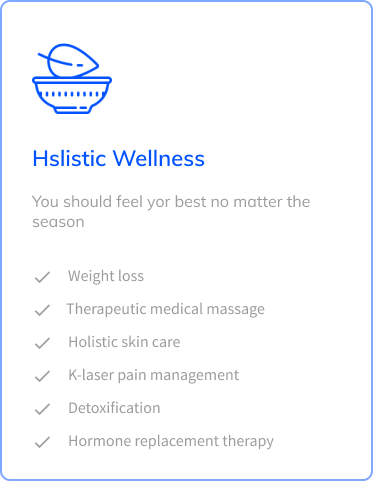 Hslistic Wellness
You should feel yor best no matter the
season
Weight loss
Therapeutic medical massage
Holistic skin care
K-laser pain management
Detoxification
Hormone replacement therapy